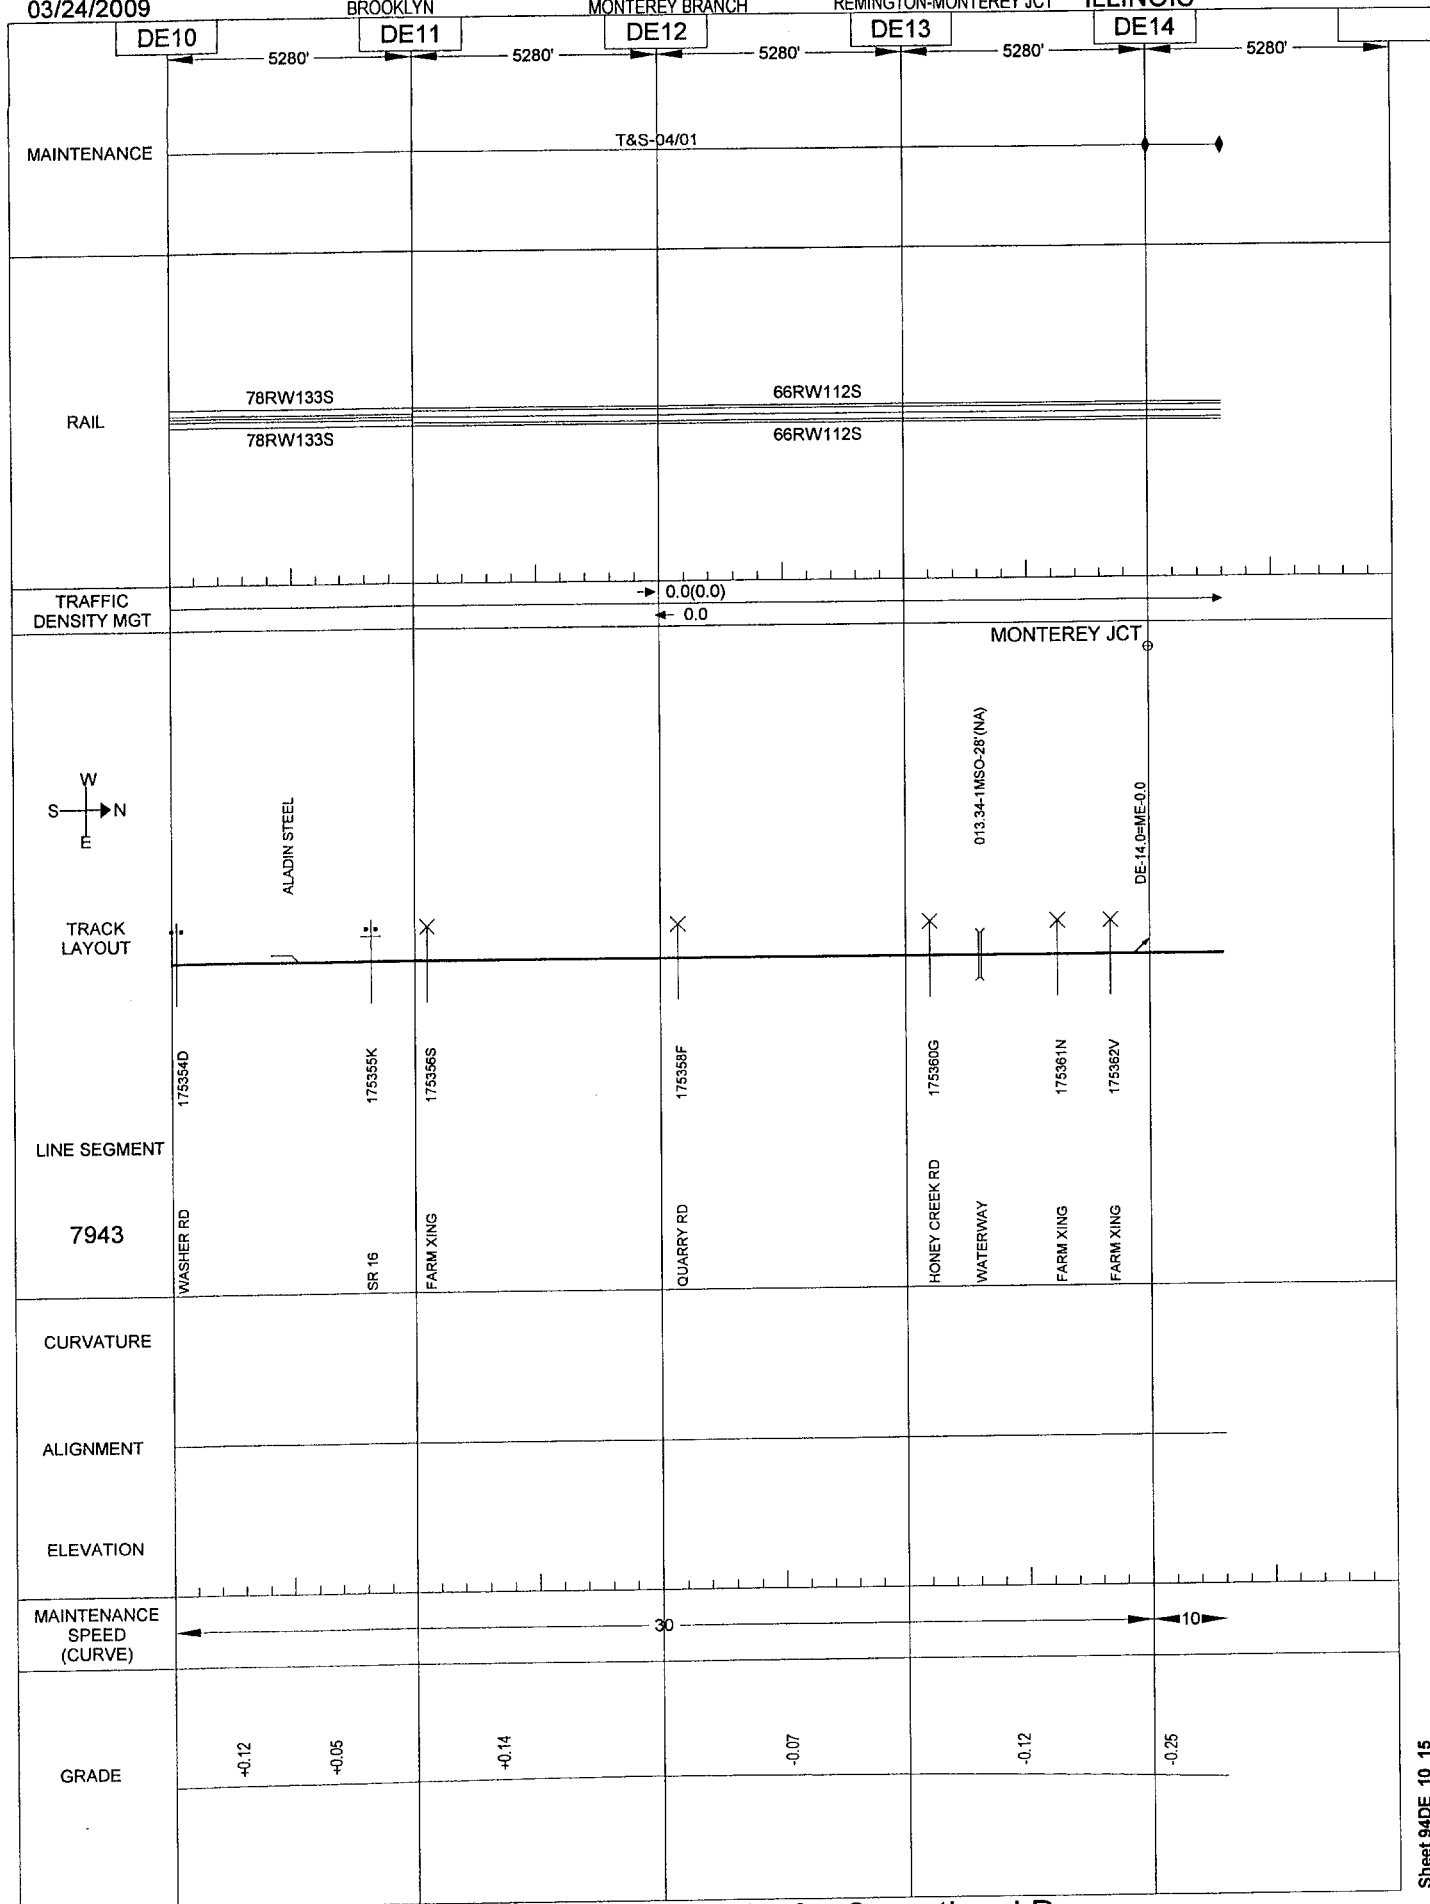 03/24/2009 BROOKLYN MONTEREY BRANCH REMINGTON-MONTEREY JCT ILLINOIS
DE10 DE11 DE12 DE13 DE14
5280' 5280' 5280' 5280' 5280'
MAINTENANCE
T&S-04/01
RAIL
78RW133S 66RW112S
78RW133S 66RW112S
TRAFFIC
DENSITY MGT
0.0(0.0)
0.0
MONTEREY JCT
W
S N
E
ALADIN STEEL
013.34-1MSO-28'(NA)
DE-14.0=ME-0.0
TRACK
LAYOUT
175354D
175355K
175356S
175358F
175360G
175361N
175362V
LINE SEGMENT
7943
WASHER RD
SR 16
FARM XING
QUARRY RD
HONEY CREEK RD
WATERWAY
FARM XING
FARM XING
CURVATURE
ALIGNMENT
ELEVATION
MAINTENANCE
SPEED
(CURVE)
30 10
GRADE
+0.12
+0.05
+0.14
-0.07
-0.12
-0.25
Sheet 94DE 10 15